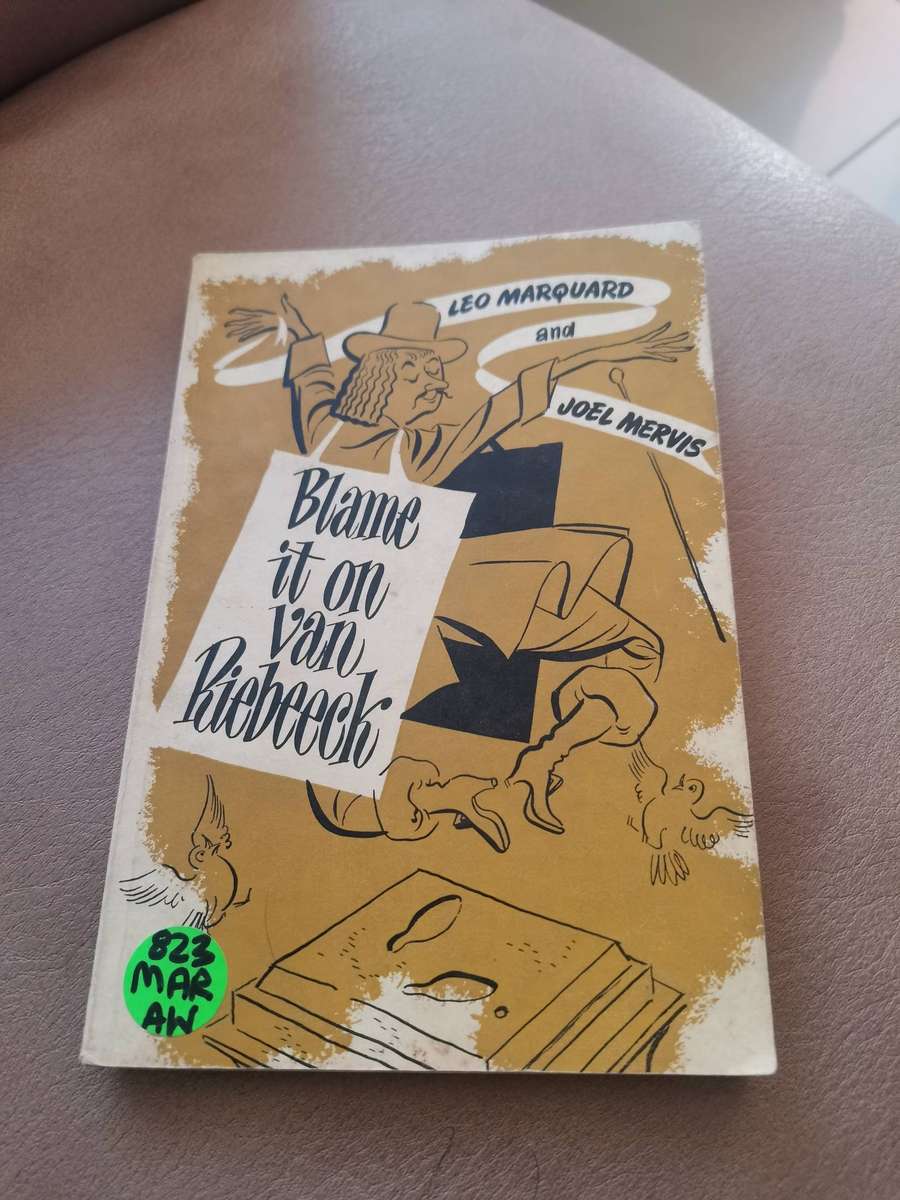 LEO MARQUARD
and
JOEL MERVIS
Blame
it on
van
Riebeeck
823
MAR
AW